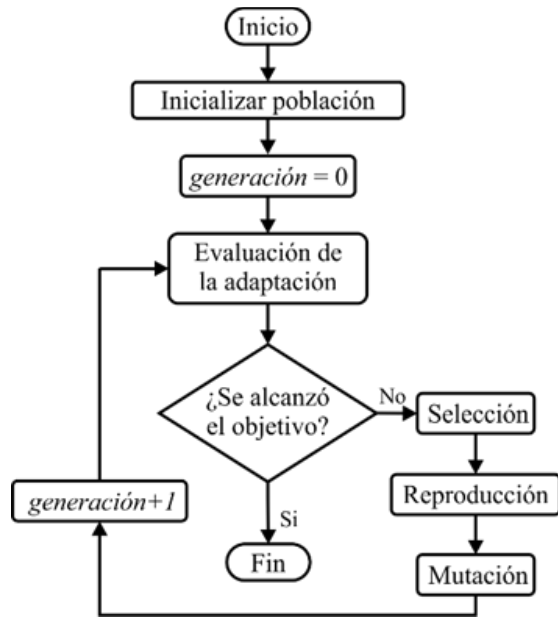 Inicio
Inicializar población
generación = 0
Evaluación de
la adaptación
¿Se alcanzó
el objetivo?
No
Selección
Reproducción
Mutación
generación+1
Si
Fin